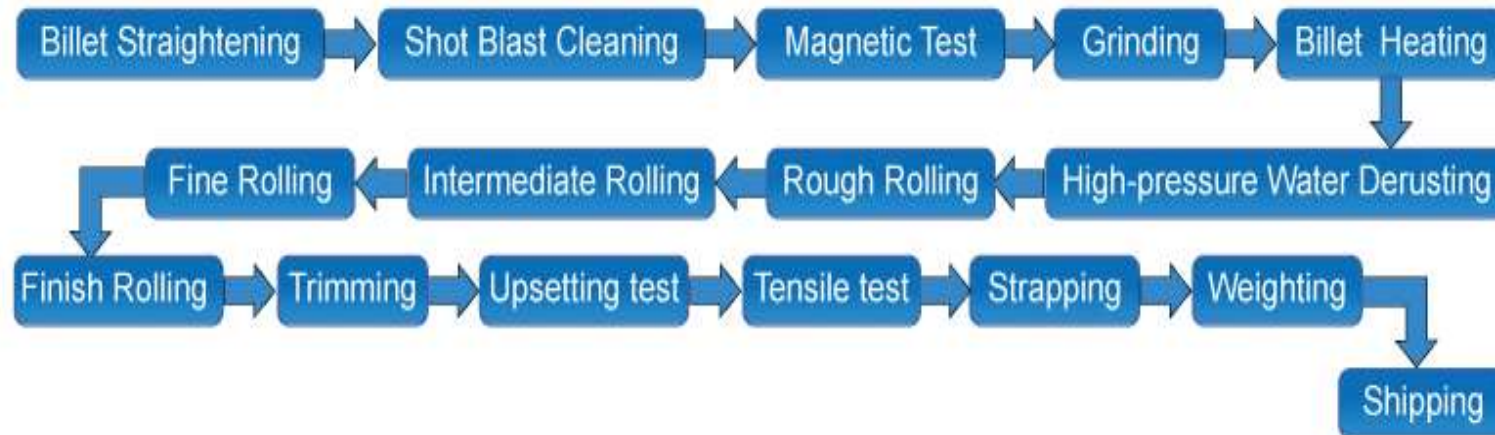 Billet Straightening
Shot Blast Cleaning
Magnetic Test
Grinding
Billet Heating
High-pressure Water Derusting
Rough Rolling
Intermediate Rolling
Fine Rolling
Finish Rolling
Trimming
Upsetting test
Tensile test
Strapping
Weighting
Shipping